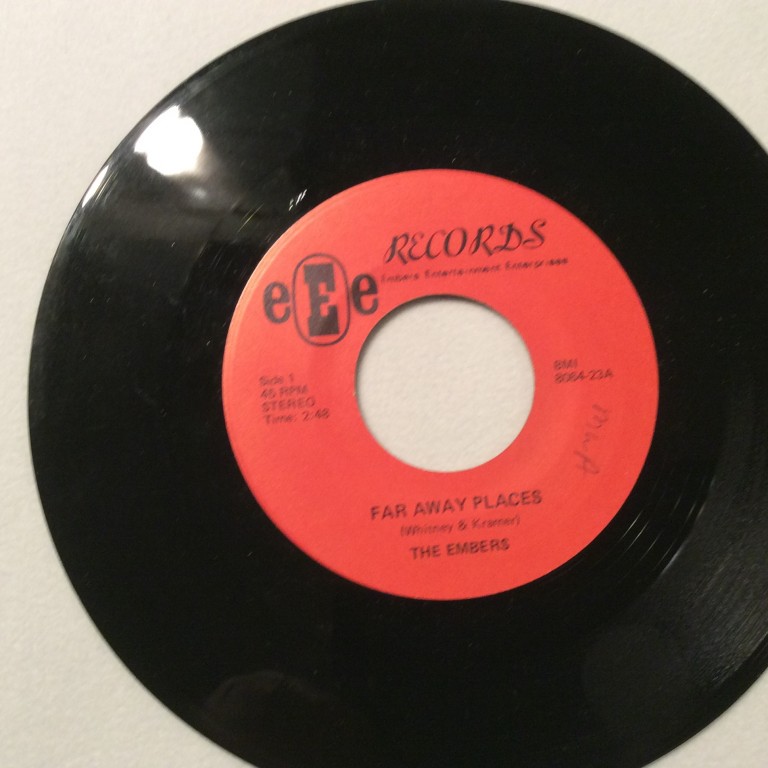 RECORDS
Embers Entertainment Enterprises
eEe
Side 1
45 RPM
STEREO
Time: 2:48
BMI
8064-23A
FAR AWAY PLACES
(Whitney & Kramer)
THE EMBERS